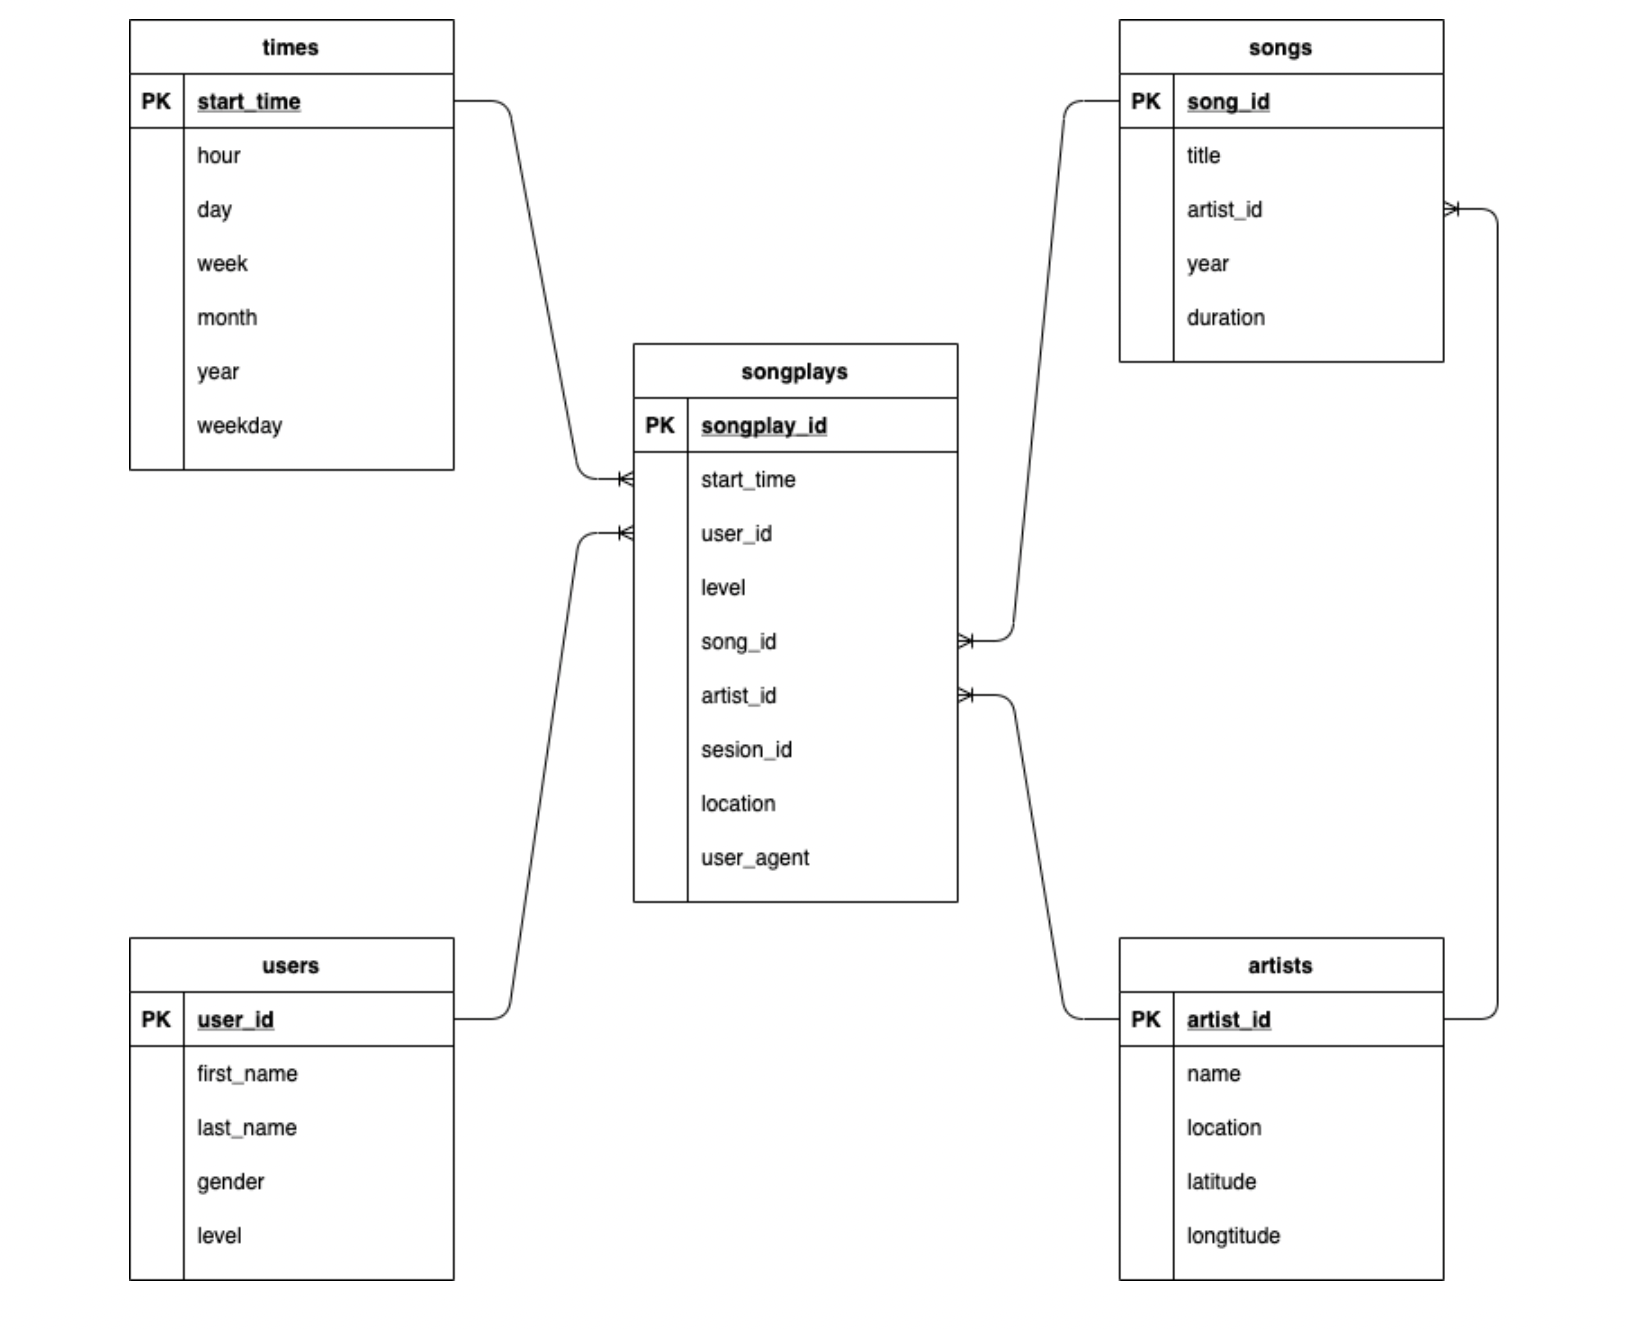 times
PK start_time
hour
day
week
month
year
weekday
songs
PK song_id
title
artist_id
year
duration
songplays
PK songplay_id
start_time
user_id
level
song_id
artist_id
sesion_id
location
user_agent
users
PK user_id
first_name
last_name
gender
level
artists
PK artist_id
name
location
latitude
longtitude